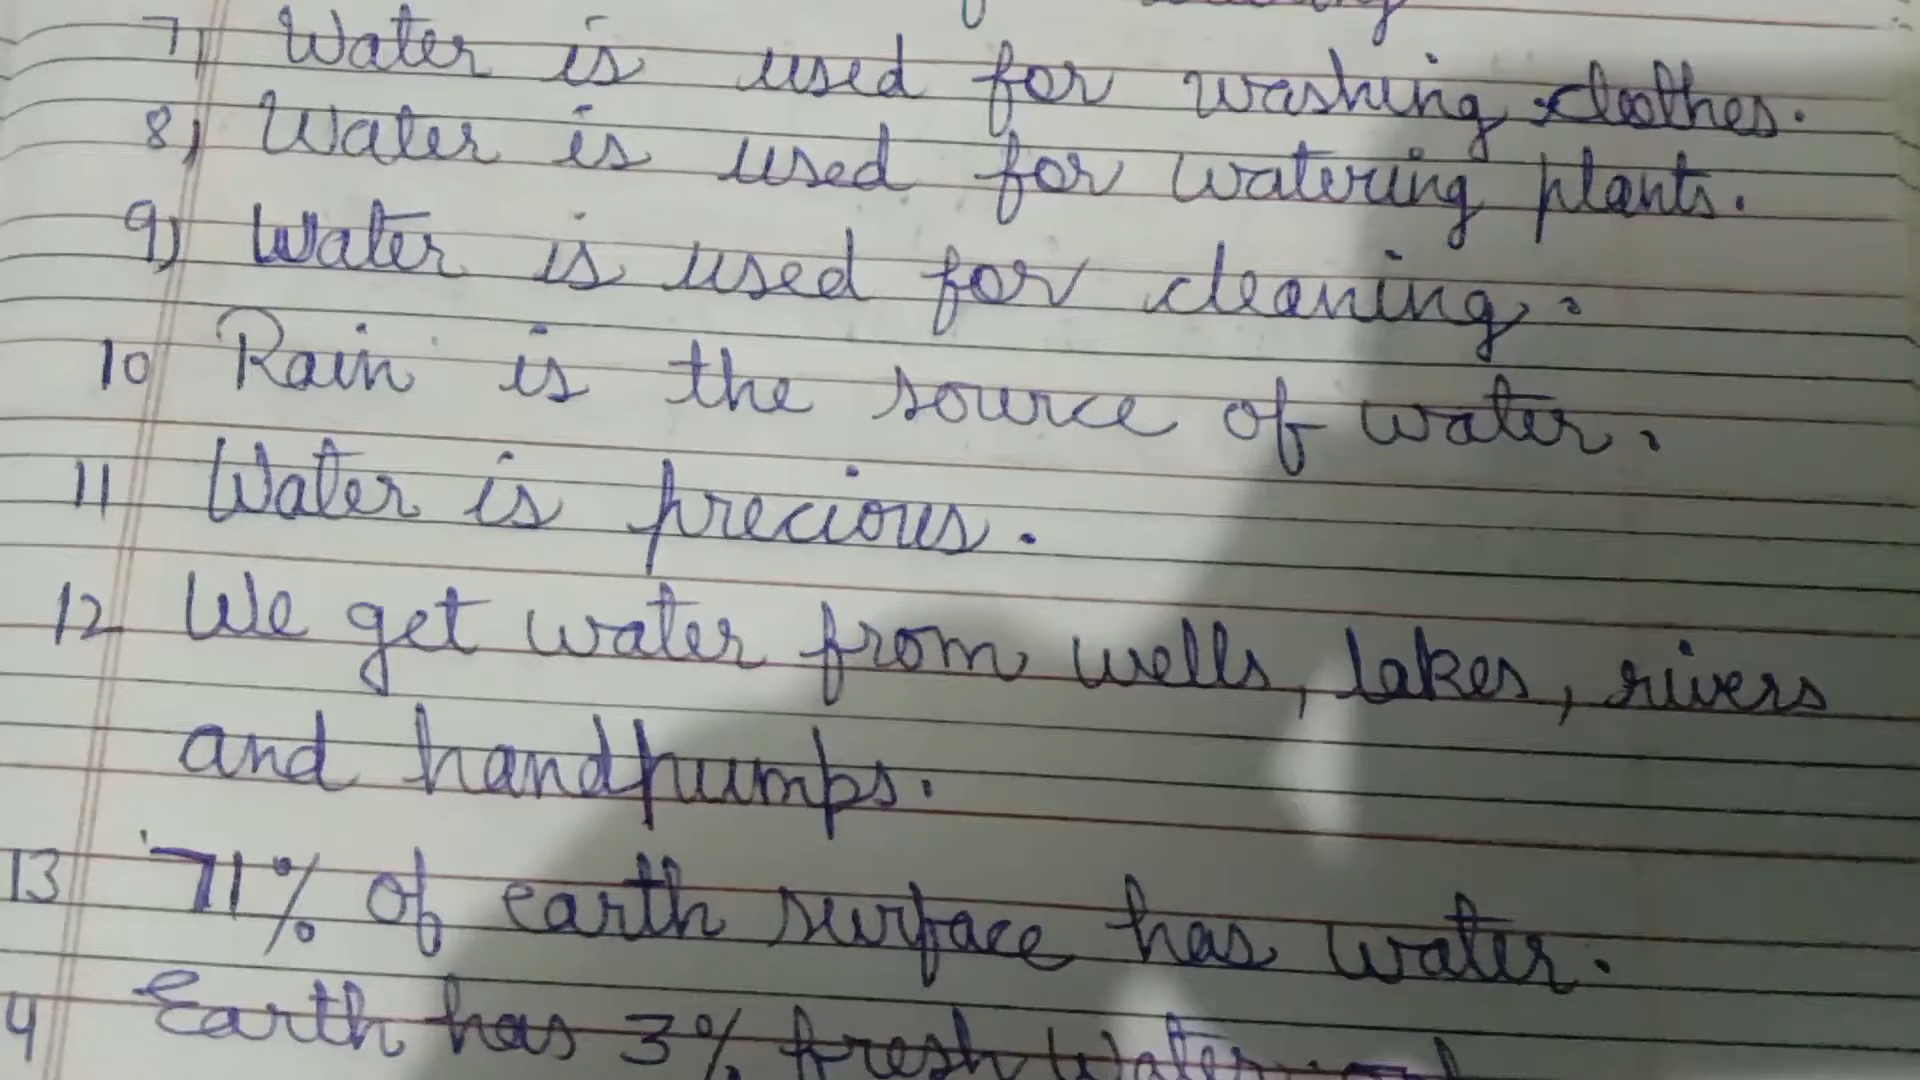 7) Water is used for washing clothes.
8) Water is used for watering plants.
9) Water is used for cleaning.
10 Rain is the source of water.
11 Water is precious.
12 We get water from wells, lakes, rivers
and handpumps.
13 71% of earth surface has water.
4 Earth has 3% fresh water